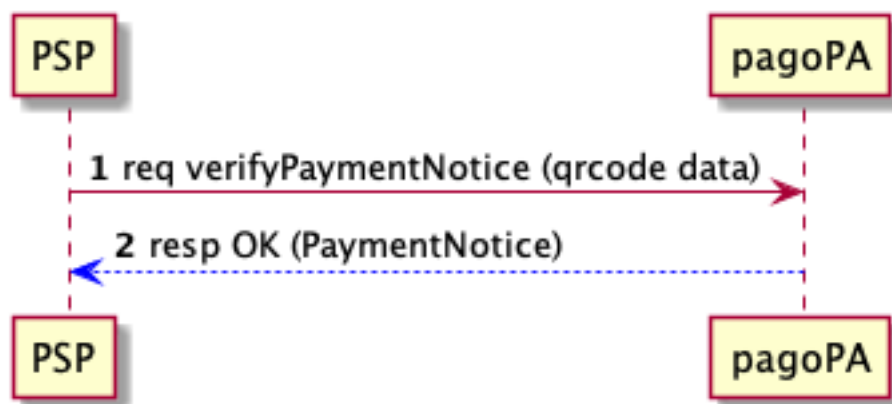 PSP pagoPA
1 req verifyPaymentNotice (qrcode data)
2 resp OK (PaymentNotice)
PSP pagoPA